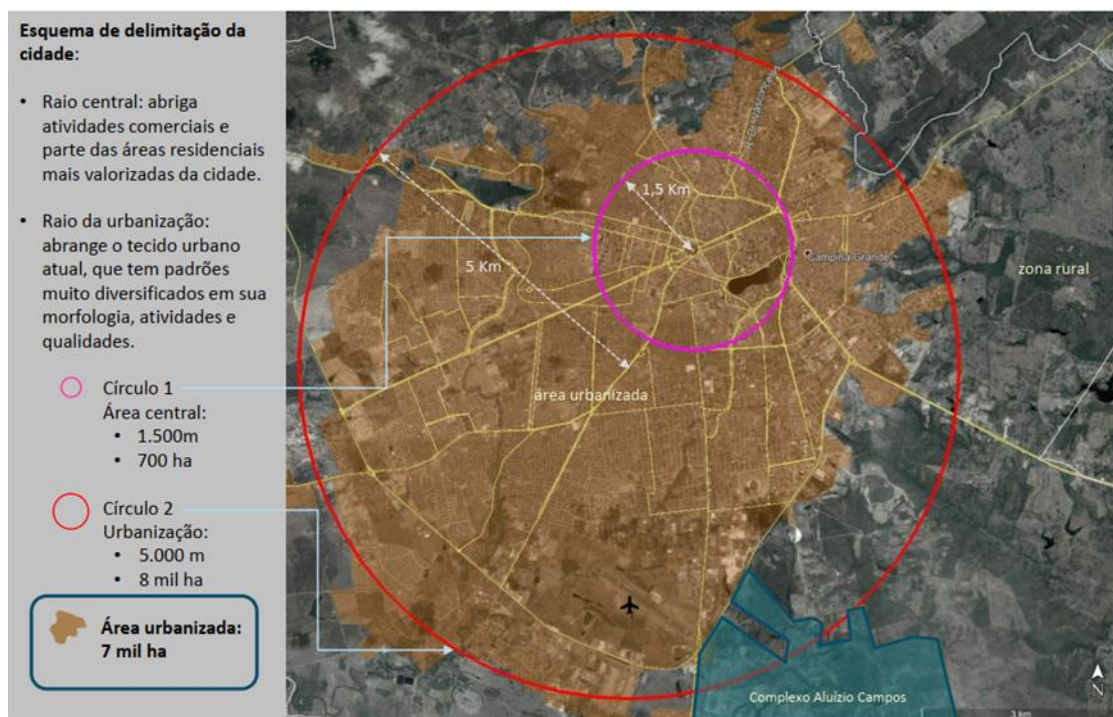 Esquema de delimitação da
cidade:
• Raio central: abriga
atividades comerciais e
parte das áreas residenciais
mais valorizadas da cidade.
• Raio da urbanização:
abrange o tecido urbano
atual, que tem padrões
muito diversificados em sua
morfologia, atividades e
qualidades.
Círculo 1
Área central:
• 1.500m
• 700 ha
Círculo 2
Urbanização:
• 5.000 m
• 8 mil ha
Área urbanizada:
7 mil ha
1,5 Km
5 Km
Campina Grande
zona rural
área urbanizada
Complexo Aluízio Campos
N
3 km